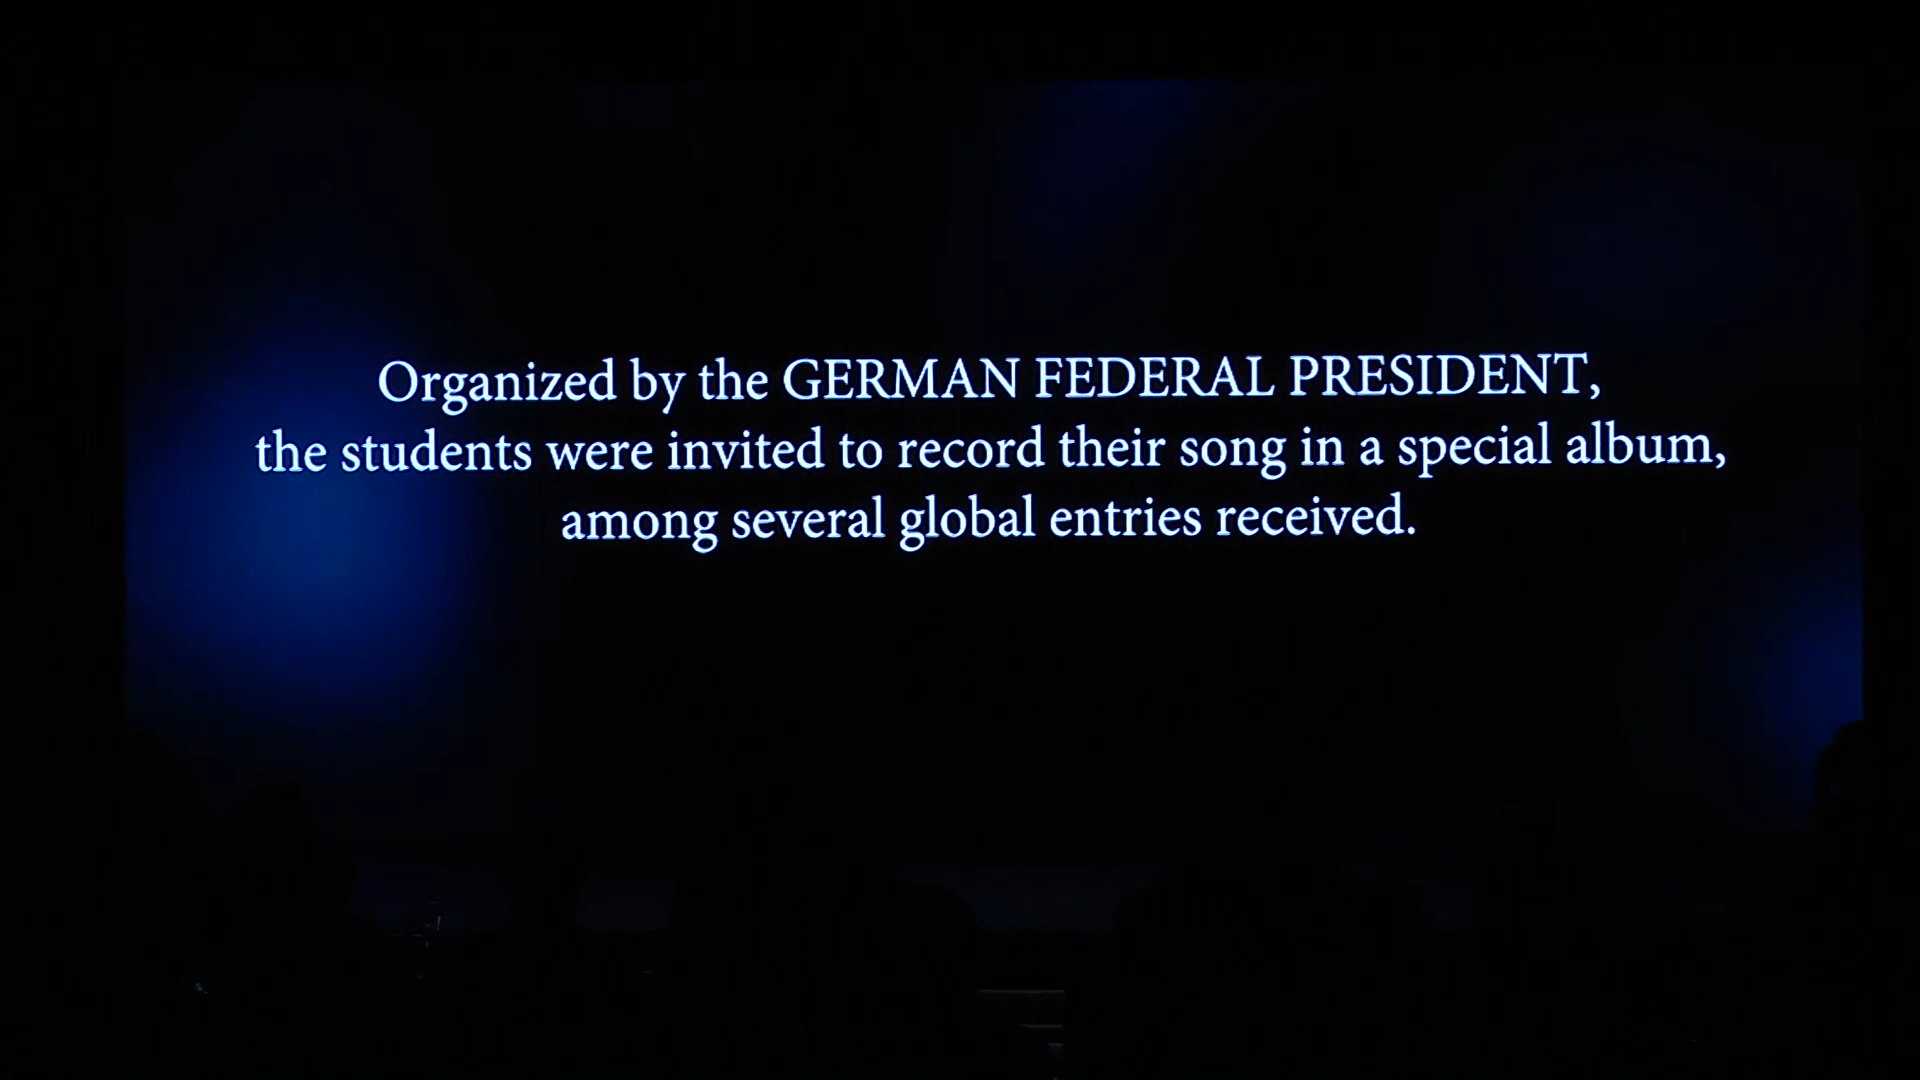 Organized by the GERMAN FEDERAL PRESIDENT,
the students were invited to record their song in a special album,
among several global entries received.